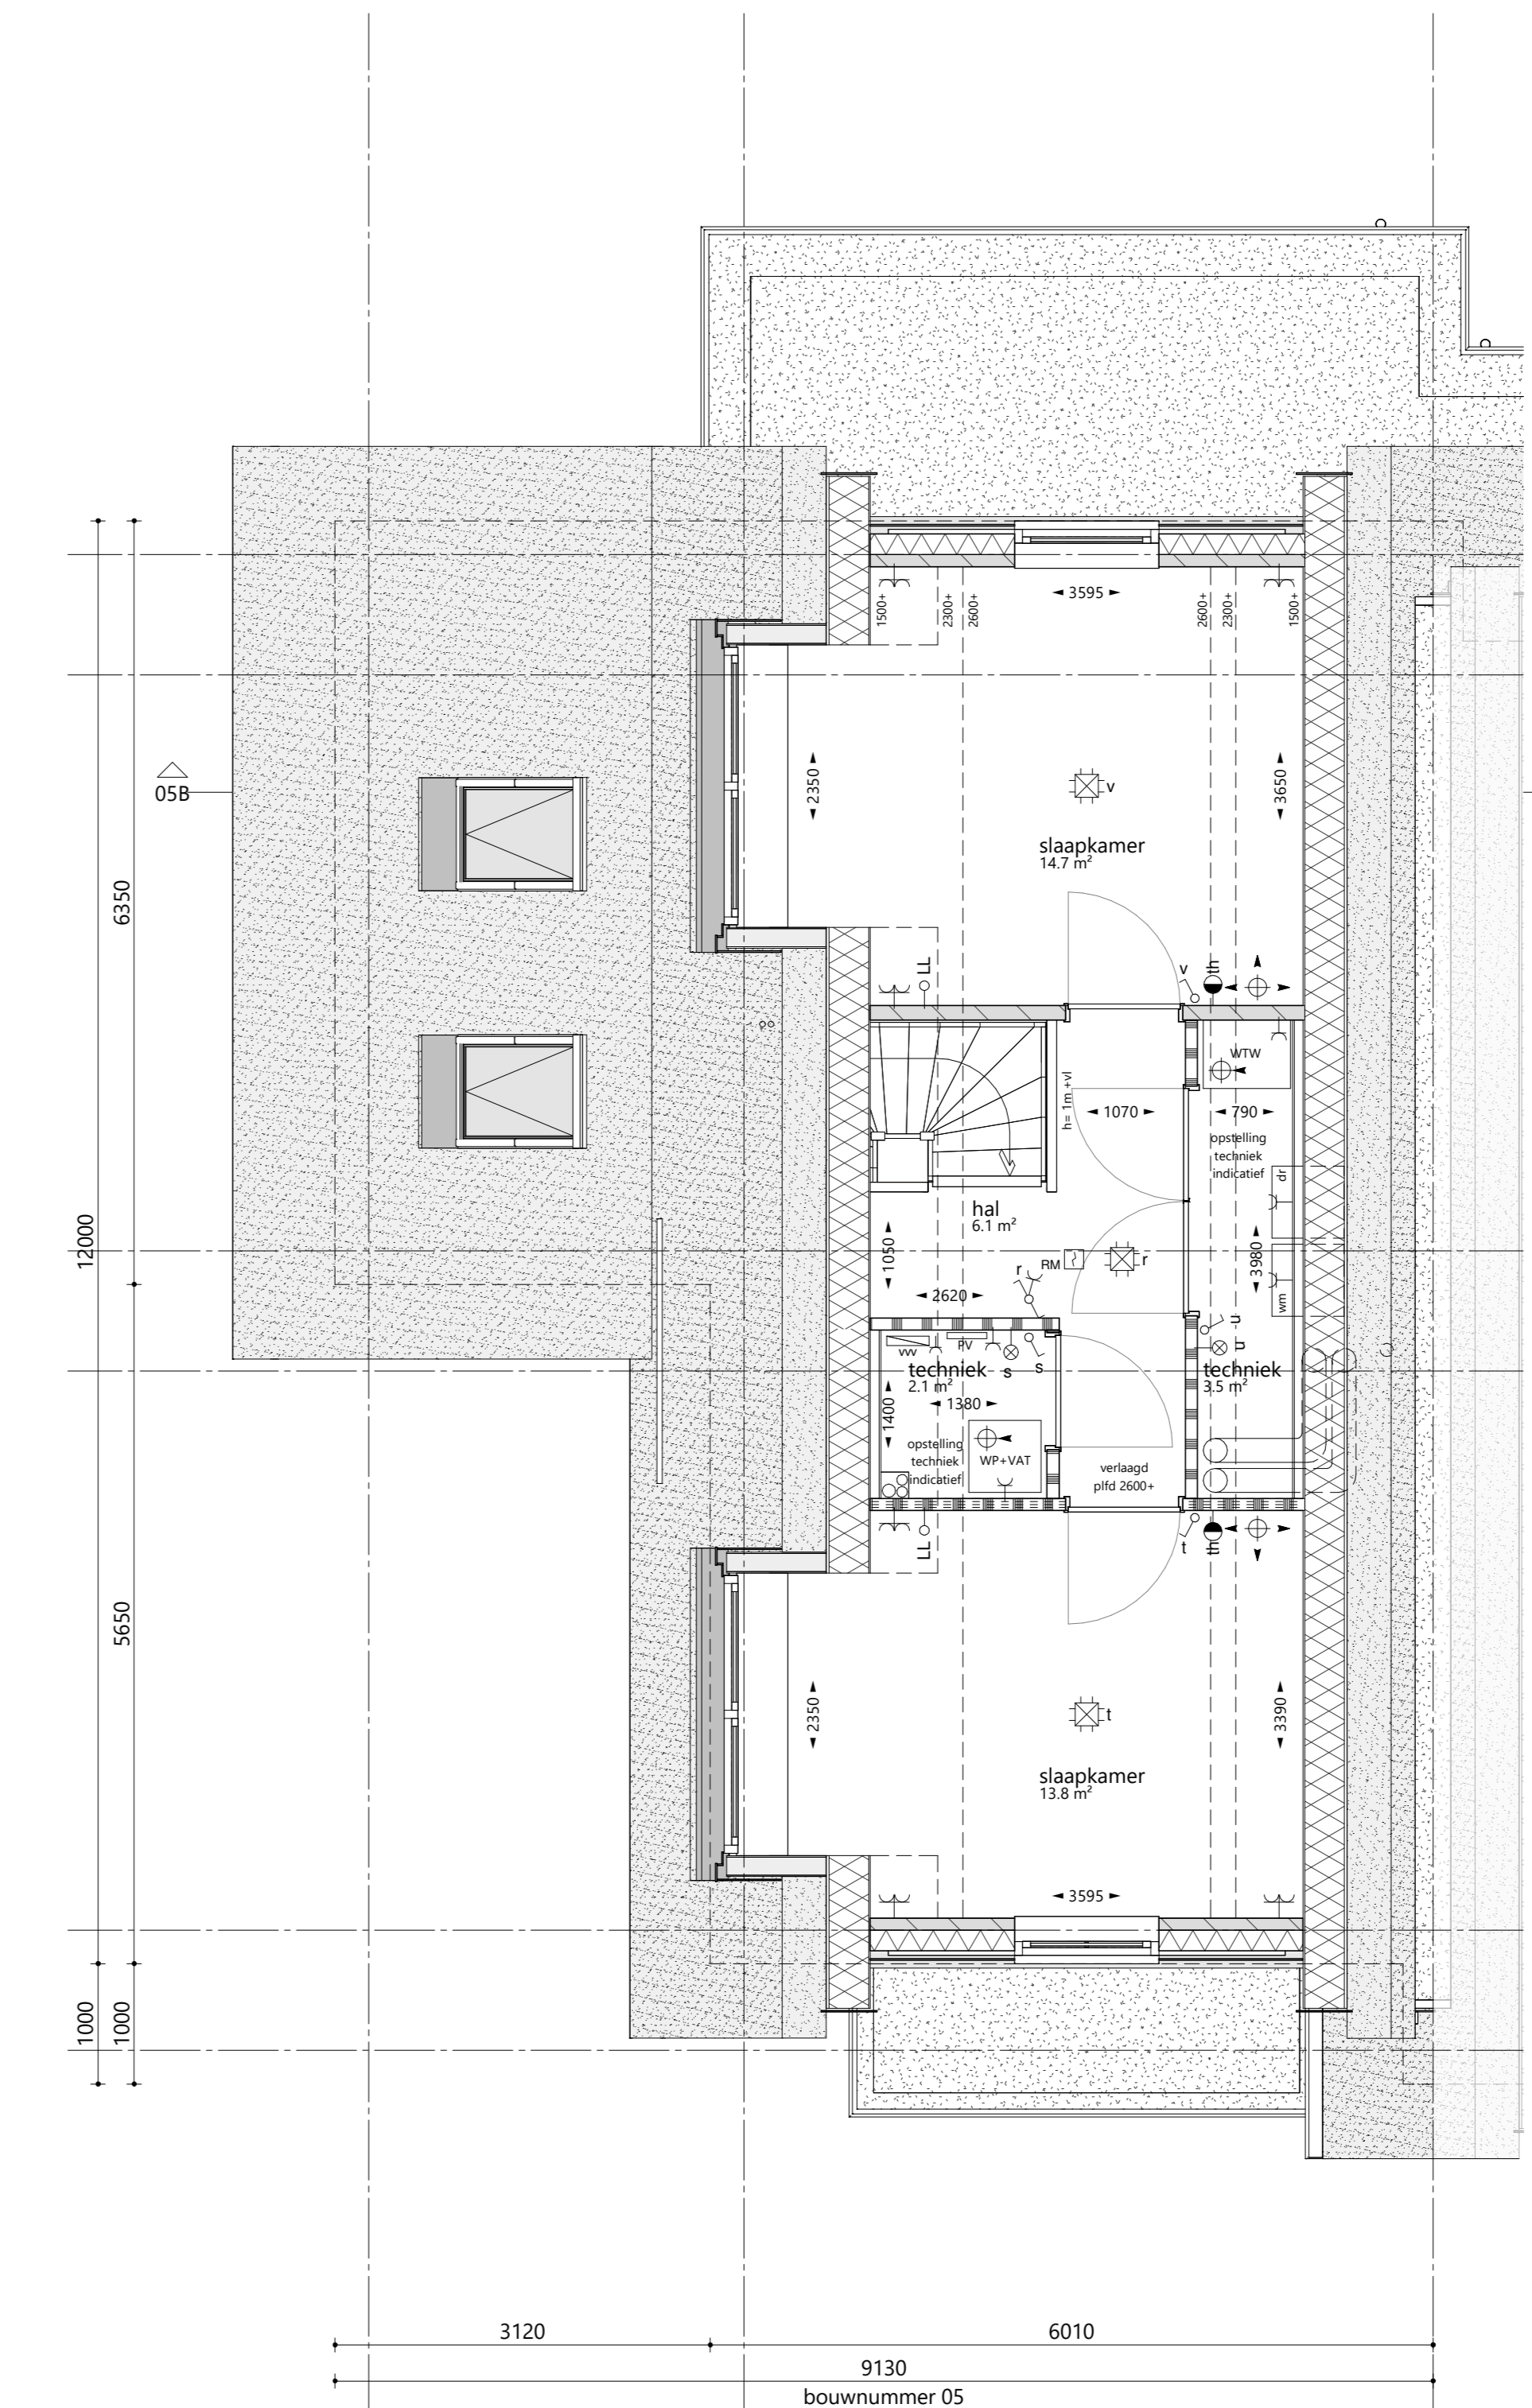 1500+
2300+
2600+
3595
2600+
2300+
1500+
05B
2350
v
3650
slaapkamer
14.7 m²
6350
LL
v
th
WTW
h= 1m +vl
1070
790
opstelling
techniek
indicatief
dr
hal
6.1 m²
12000
1050
RM
r
r
3980
2620
wm
u
vvv
PV
techniek
2.1 m²
s
s
u
techniek
3.5 m²
1400
1380
opstelling
techniek
indicatief
WP+VAT
verlaagd
plfd 2600+
LL
t
th
5650
2350
t
3390
slaapkamer
13.8 m²
3595
1000
1000
3120
6010
9130
bouwnummer 05